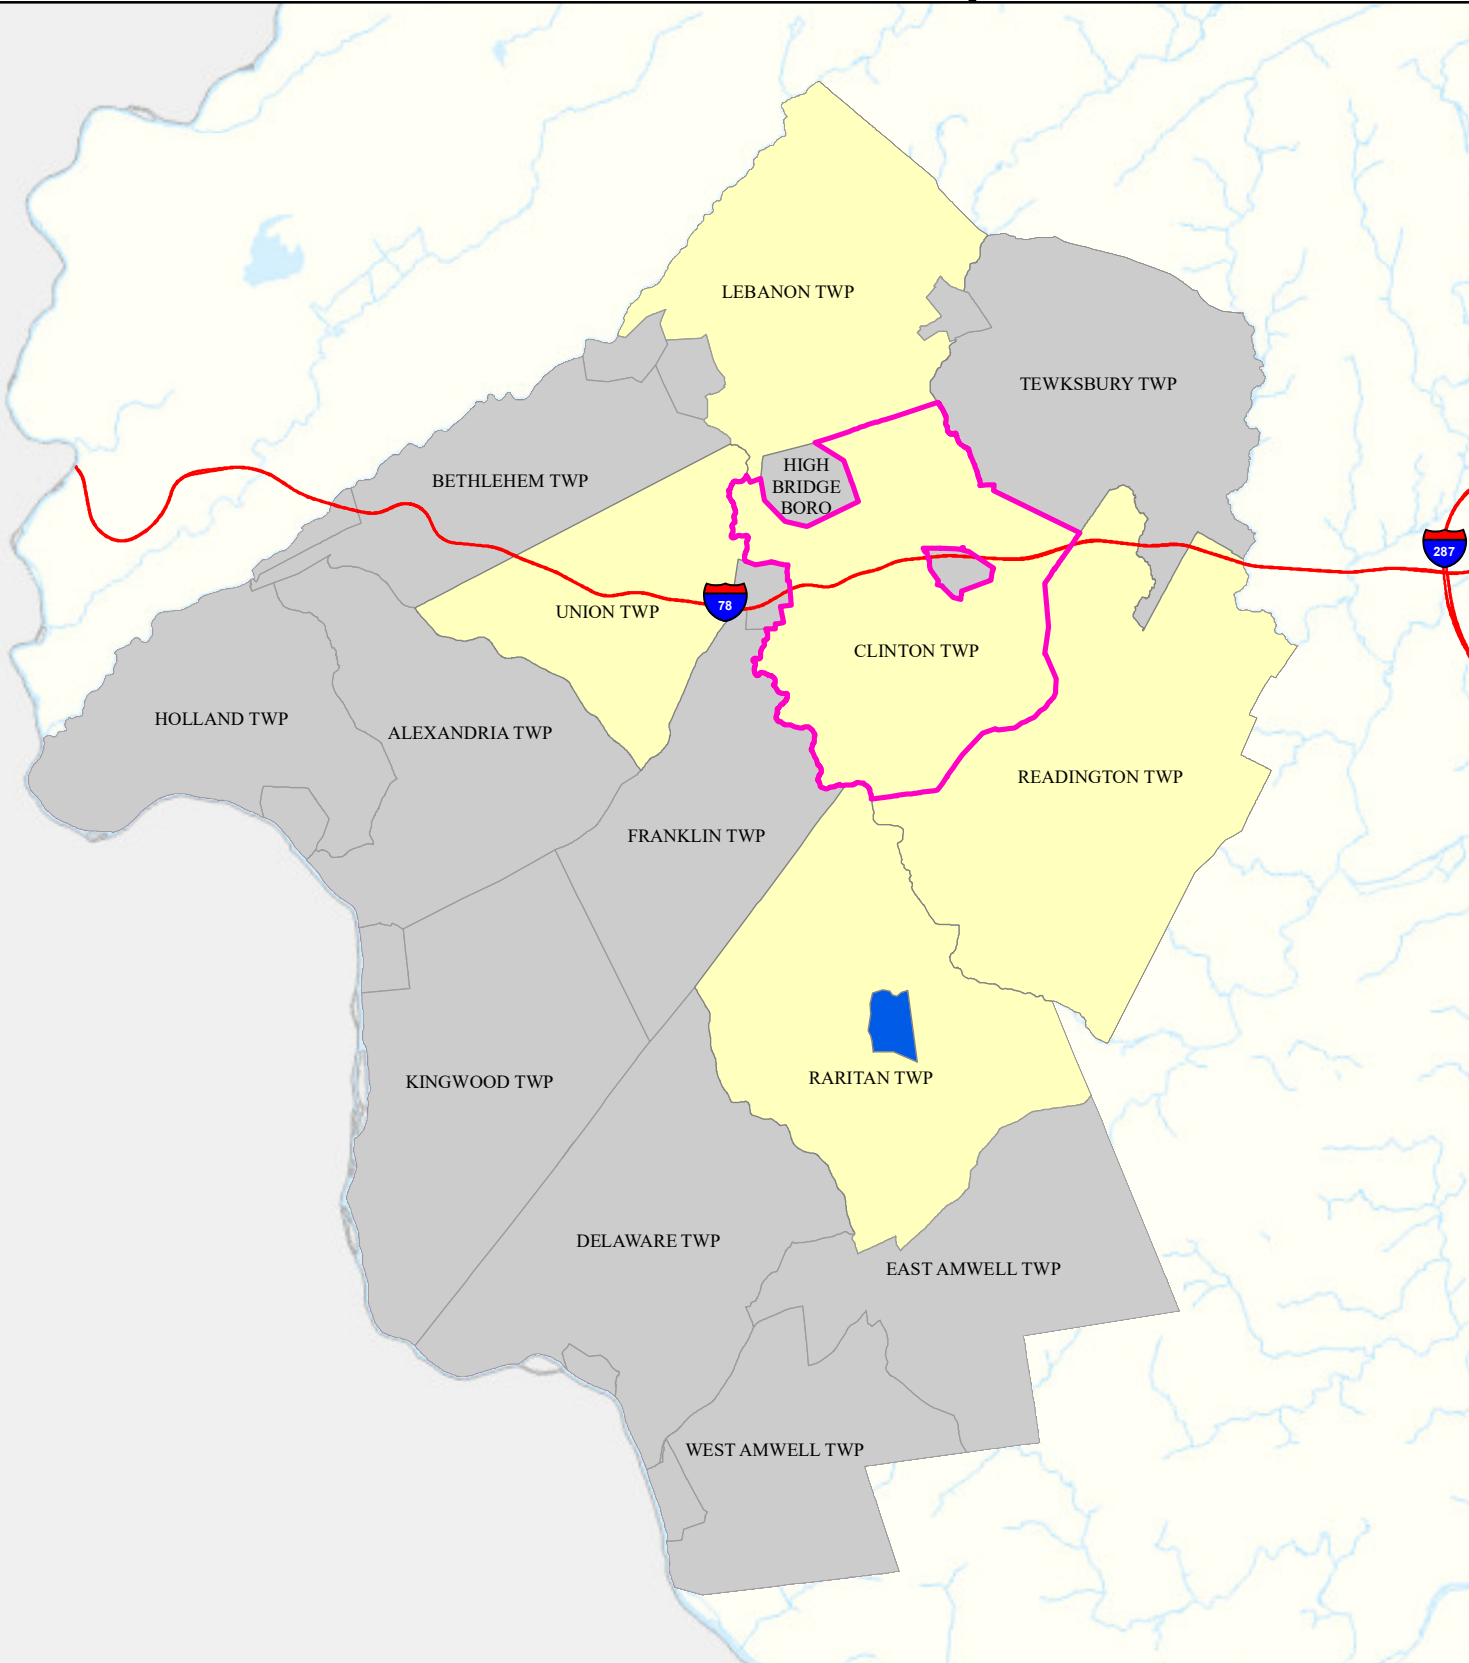 LEBANON TWP
TEWKSBURY TWP
HIGH
BRIDGE
BORO
BETHLEHEM TWP
287
78
UNION TWP
CLINTON TWP
HOLLAND TWP
ALEXANDRIA TWP
READINGTON TWP
FRANKLIN TWP
RARITAN TWP
KINGWOOD TWP
DELAWARE TWP
EAST AMWELL TWP
WEST AMWELL TWP